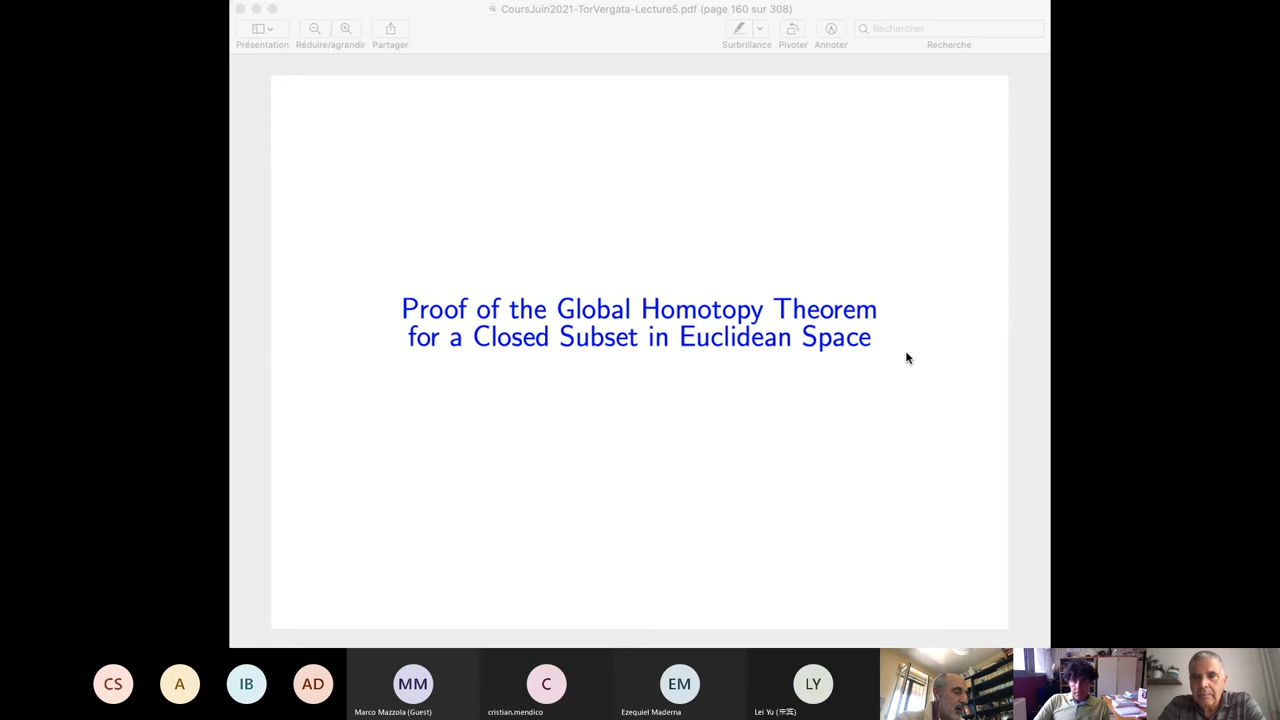 CoursJuin2021-TorVergata-Lecture5.pdf (page 160 sur 308)
Présentation
Réduire/agrandir
Partager
Surbrillance
Pivoter
Annoter
Rechercher
Recherche
Proof of the Global Homotopy Theorem
for a Closed Subset in Euclidean Space
CS
A
IB
AD
MM
C
EM
LY
Marco Mazzola (Guest)
cristian.mendico
Ezequiel Maderna
Lei Yu (宋宾)